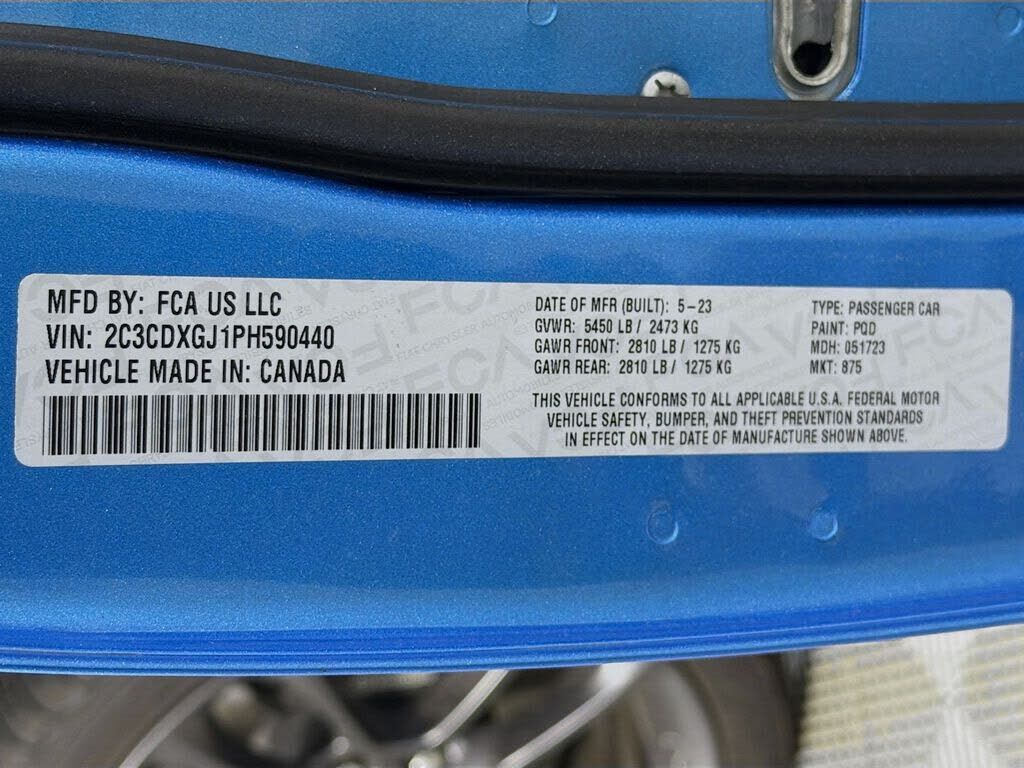 MFD BY: FCA US LLC
VIN: 2C3CDXGJ1PH590440
VEHICLE MADE IN: CANADA
DATE OF MFR (BUILT): 5-23
GVWR: 5450 LB / 2473 KG
GAWR FRONT: 2810 LB / 1275 KG
GAWR REAR: 2810 LB / 1275 KG
TYPE: PASSENGER CAR
PAINT: PQD
MDH: 051723
MKT: 875
THIS VEHICLE CONFORMS TO ALL APPLICABLE U.S.A. FEDERAL MOTOR
VEHICLE SAFETY, BUMPER, AND THEFT PREVENTION STANDARDS
IN EFFECT ON THE DATE OF MANUFACTURE SHOWN ABOVE.